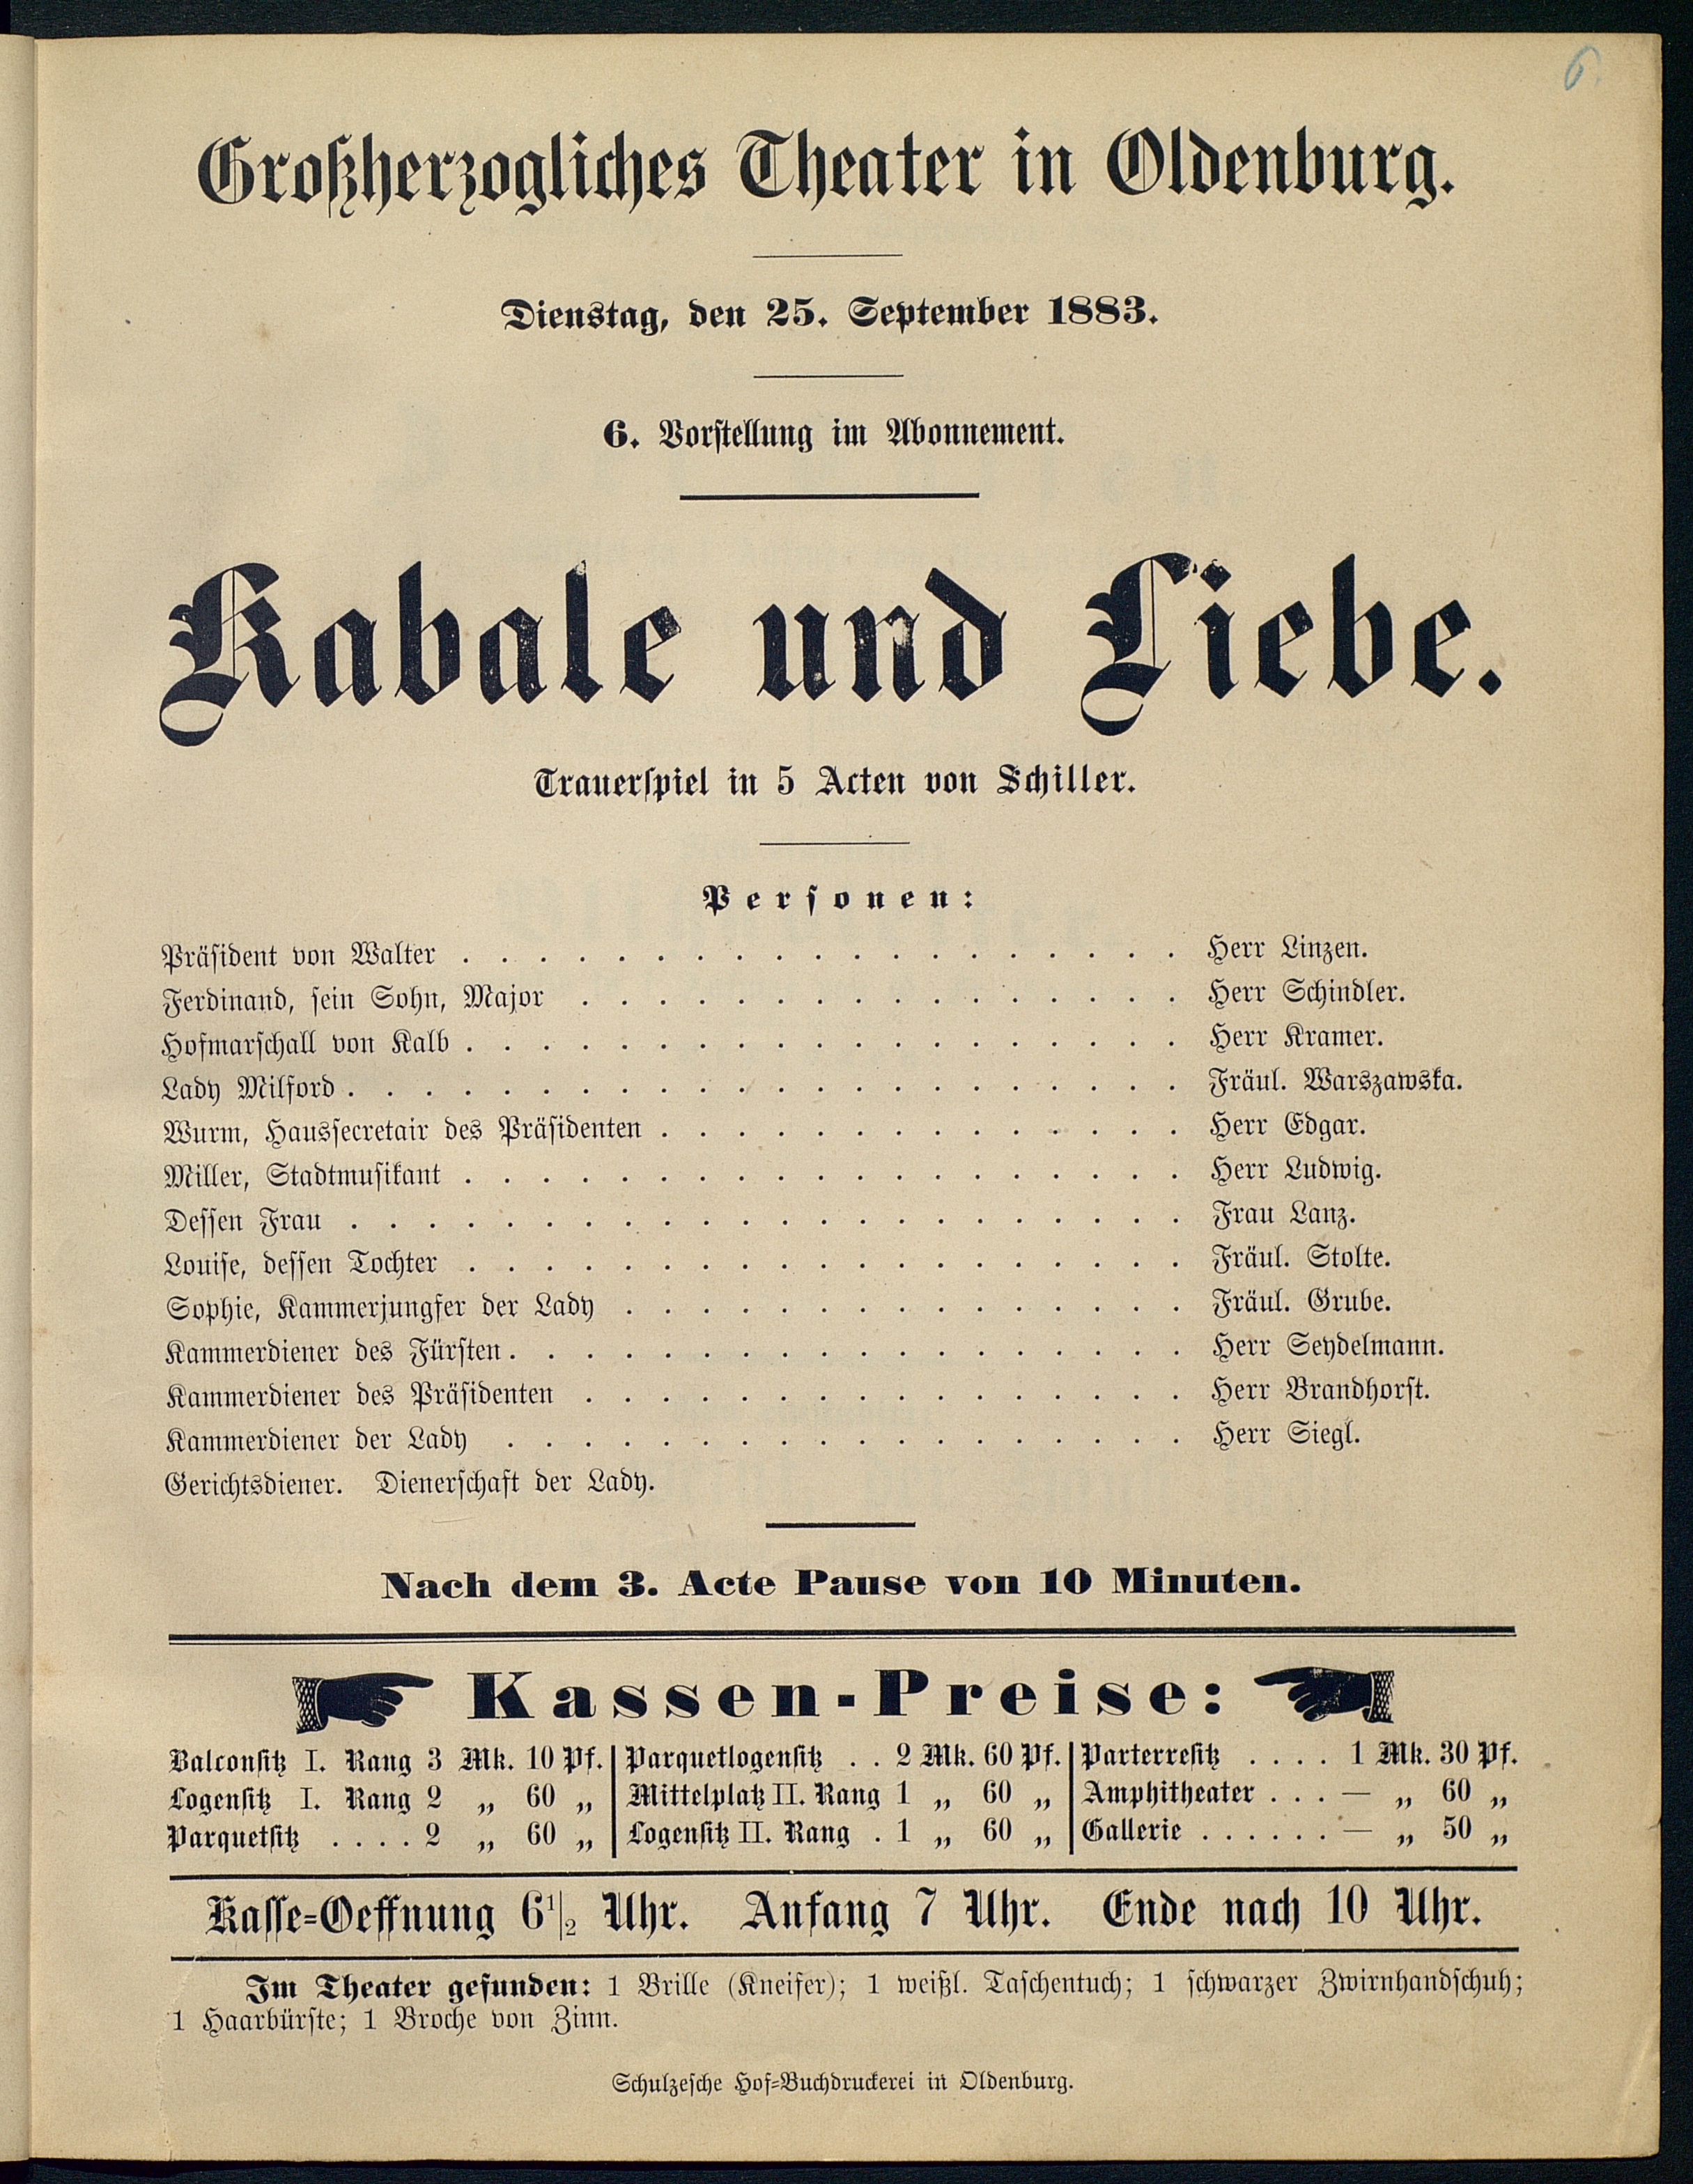 6.
Großherzogliches Theater in Oldenburg.
Dienstag, den 25. September 1883.
6. Vorstellung im Abonnement.
Kabale und Liebe.
Trauerspiel in 5 Acten von Schiller.
Personen:
Präsident von Walter . . . . . . . . . . . . . . . . . . . Herr Linzen.
Ferdinand, sein Sohn, Major . . . . . . . . . . . . . . . . Herr Schindler.
Hofmarschall von Kalb . . . . . . . . . . . . . . . . . . . Herr Kramer.
Lady Milford . . . . . . . . . . . . . . . . . . . . . . Fräul. Warszawska.
Wurm, Haussecretair des Präsidenten . . . . . . . . . . . . . . Herr Edgar.
Miller, Stadtmusikant . . . . . . . . . . . . . . . . . . . Herr Ludwig.
Dessen Frau . . . . . . . . . . . . . . . . . . . . . . Frau Lanz.
Louise, dessen Tochter . . . . . . . . . . . . . . . . . . . Fräul. Stolte.
Sophie, Kammerjungfer der Lady . . . . . . . . . . . . . . . Fräul. Grube.
Kammerdiener des Fürsten . . . . . . . . . . . . . . . . . . Herr Seydelmann.
Kammerdiener des Präsidenten . . . . . . . . . . . . . . . . Herr Brandhorst.
Kammerdiener der Lady . . . . . . . . . . . . . . . . . . Herr Siegl.
Gerichtsdiener. Dienerschaft der Lady.
Nach dem 3. Acte Pause von 10 Minuten.
Kassen-Preise:
Balconsitz I. Rang 3 Mk. 10 Pf. | Parquetlogensitz . . 2 Mk. 60 Pf. | Parterresitz . . . . 1 Mk. 30 Pf.
Logensitz I. Rang 2 „ 60 „ | Mittelplatz II. Rang 1 „ 60 „ | Amphitheater . . . — „ 60 „
Parquetsitz . . . . 2 „ 60 „ | Logensitz II. Rang . 1 „ 60 „ | Gallerie . . . . . . — „ 50 „
Kasse-Oeffnung 6 1/2 Uhr. Anfang 7 Uhr. Ende nach 10 Uhr.
Im Theater gefunden: 1 Brille (Kneifer); 1 weißl. Taschentuch; 1 schwarzer Zwirnhandschuh;
1 Haarbürste; 1 Broche von Zinn.
Schulzesche Hof-Buchdruckerei in Oldenburg.